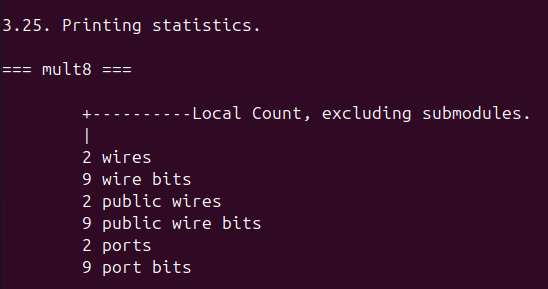 3.25. Printing statistics.
=== mult8 ===
+----------Local Count, excluding submodules.
|
2 wires
9 wire bits
2 public wires
9 public wire bits
2 ports
9 port bits